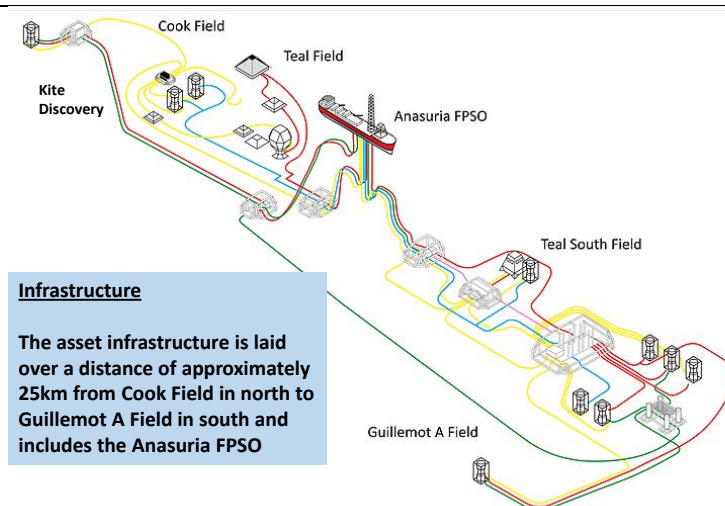 Cook Field
Teal Field
Kite
Discovery
Anasuria FPSO
Teal South Field
Infrastructure
The asset infrastructure is laid
over a distance of approximately
25km from Cook Field in north to
Guillemot A Field in south and
includes the Anasuria FPSO
Guillemot A Field